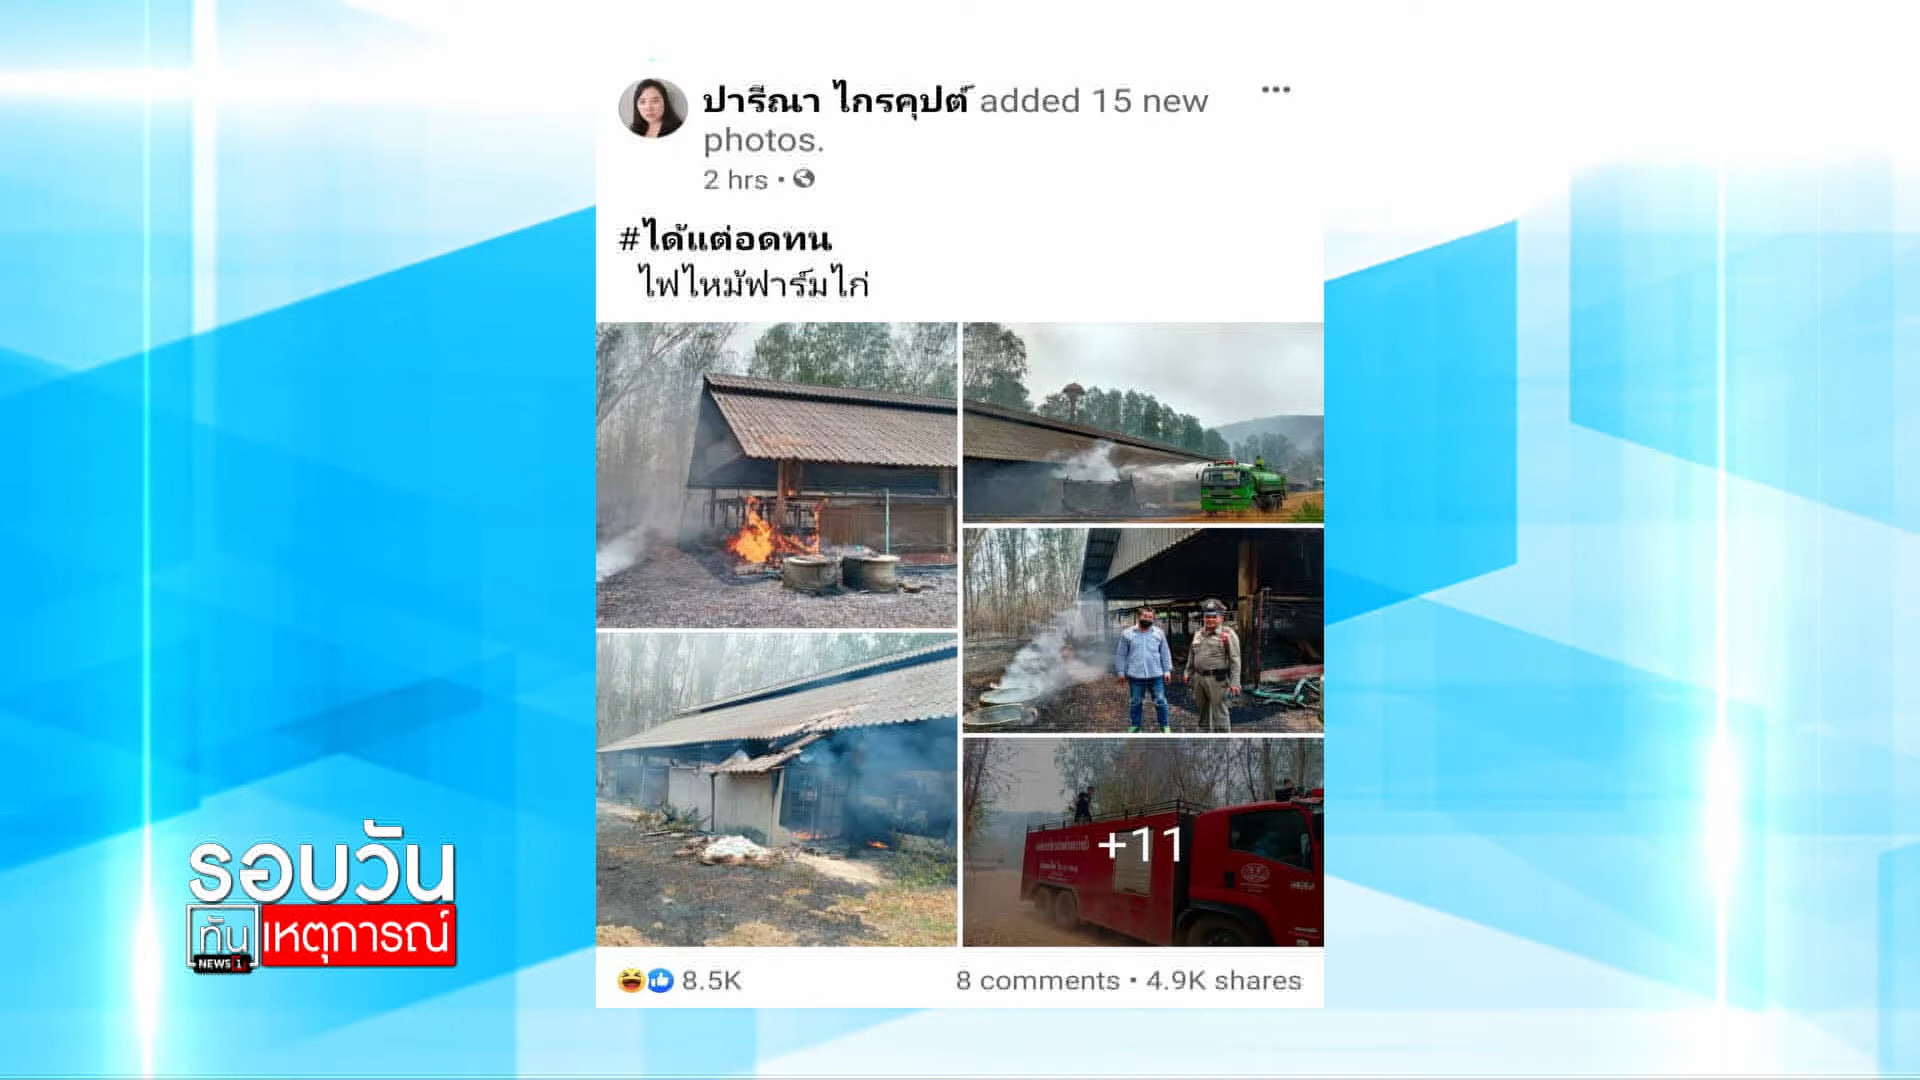 ปารีณา ไกรคุปต์ added 15 new
photos.
2 hrs •
#ได้แต่อดทน
ไฟไหม้ฟาร์มไก่
+11
8.5K
8 comments • 4.9K shares
รอบวัน
ทันเหตุการณ์
NEWS 1